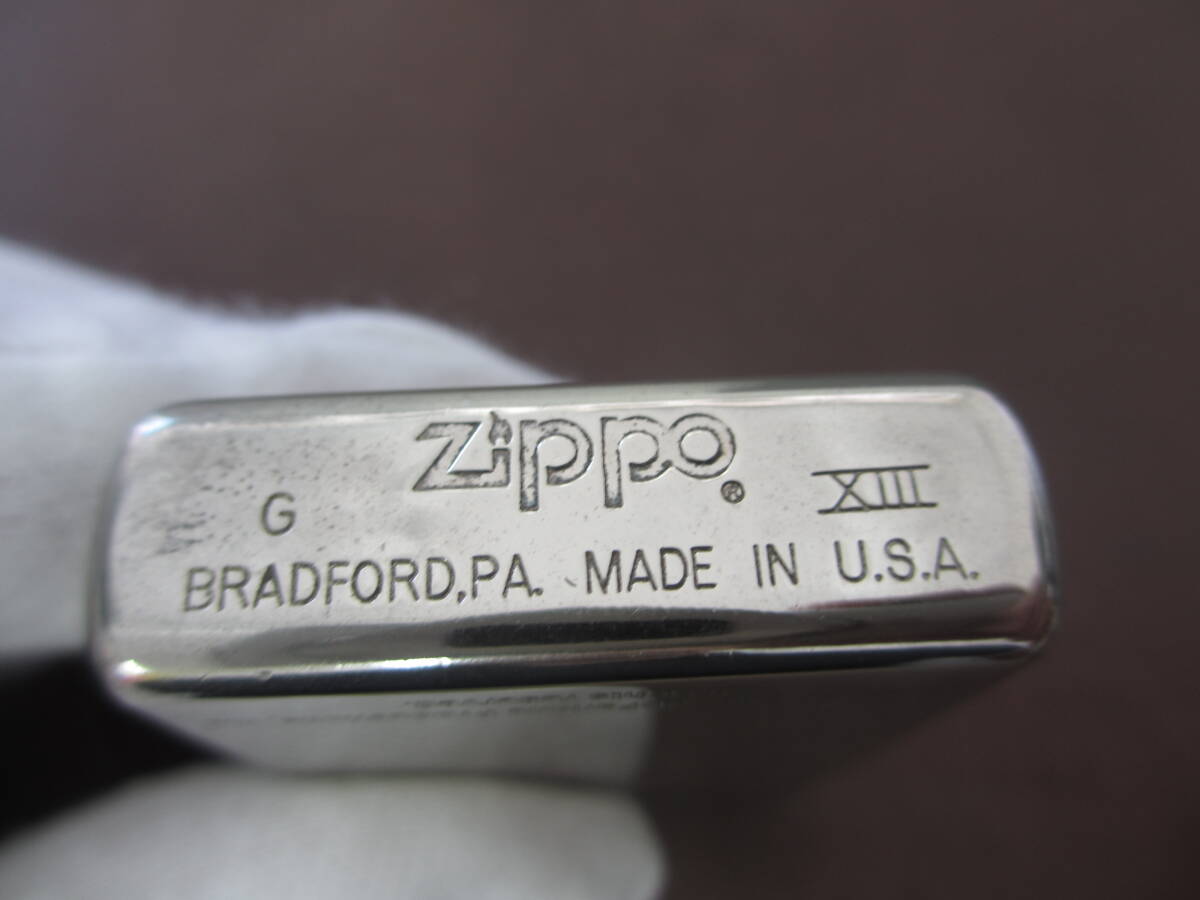 Zippo®
G XIII
BRADFORD,PA. MADE IN U.S.A.